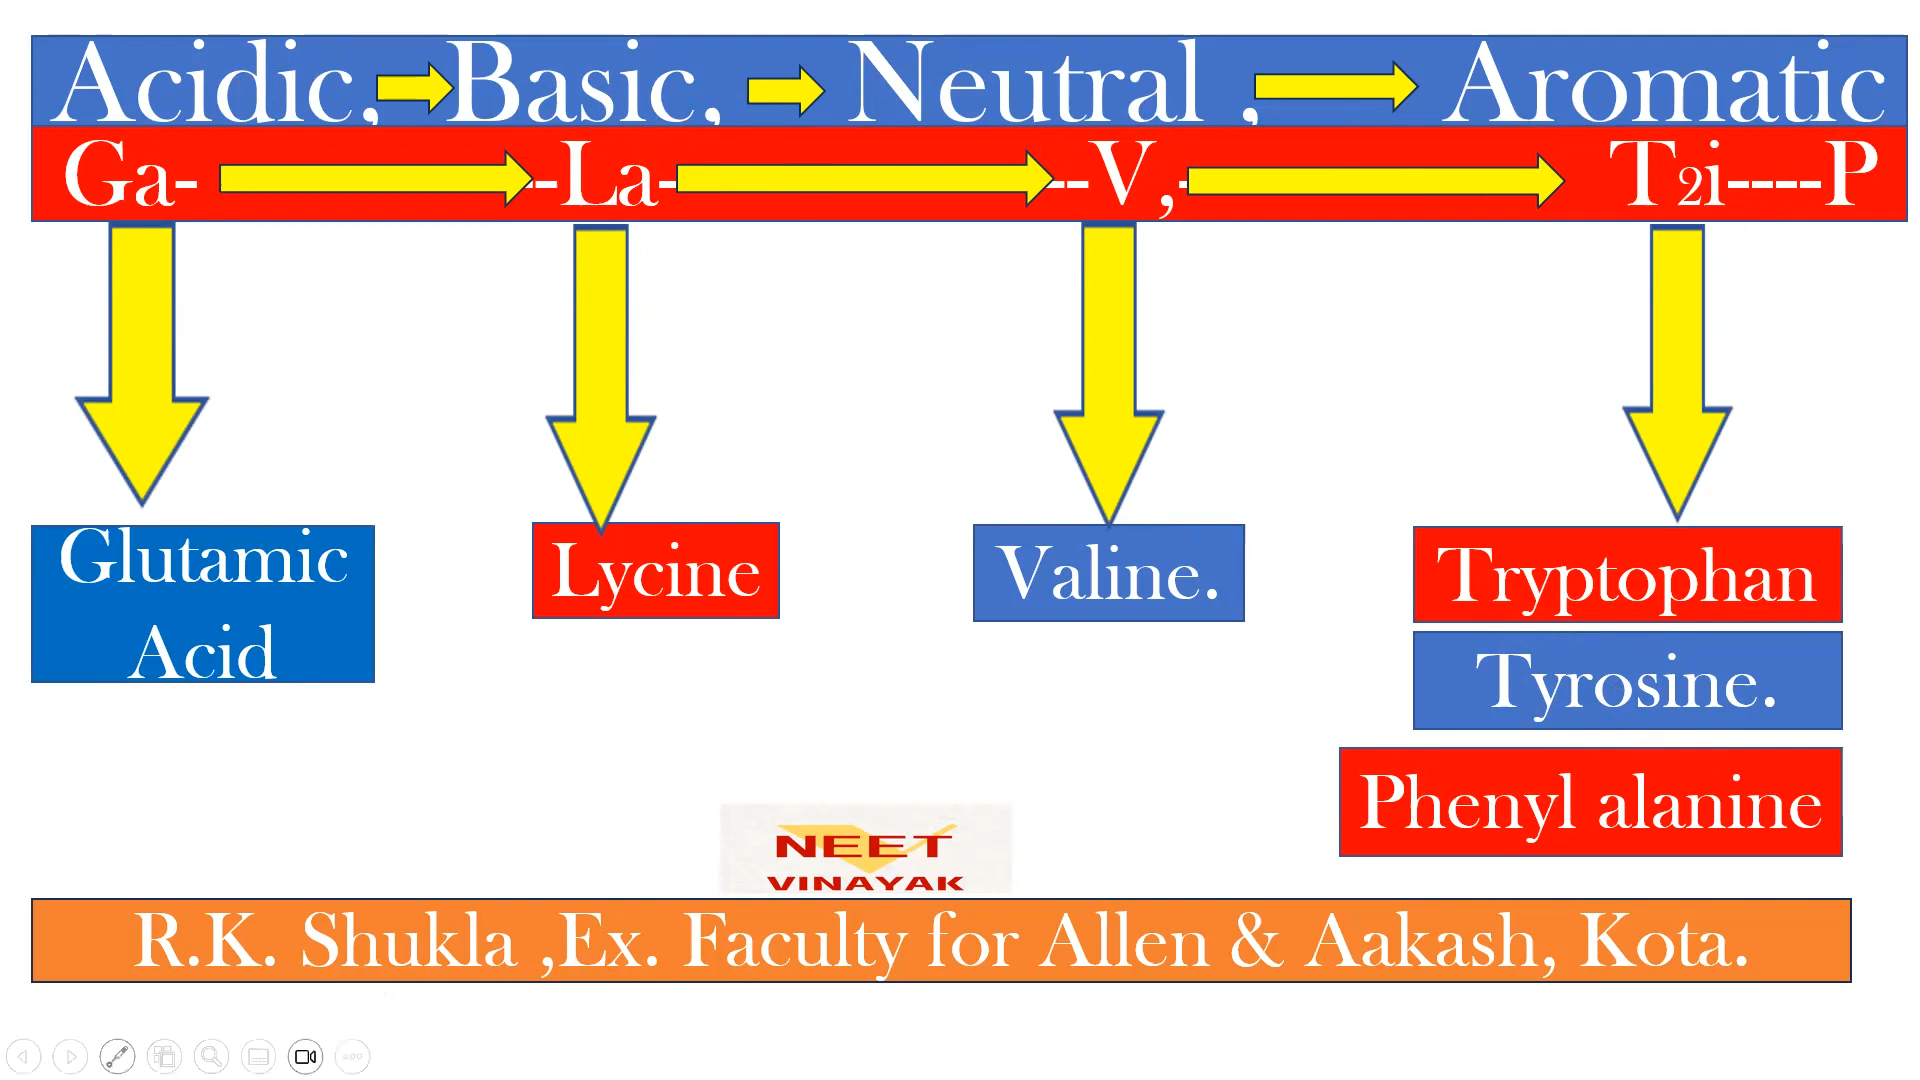 Acidic, Basic, Neutral , Aromatic
Ga- --La- --V,- T2i----P
Glutamic
Acid
Lycine
Valine.
Tryptophan
Tyrosine.
Phenyl alanine
NEET
VINAYAK
R.K. Shukla ,Ex. Faculty for Allen & Aakash, Kota.